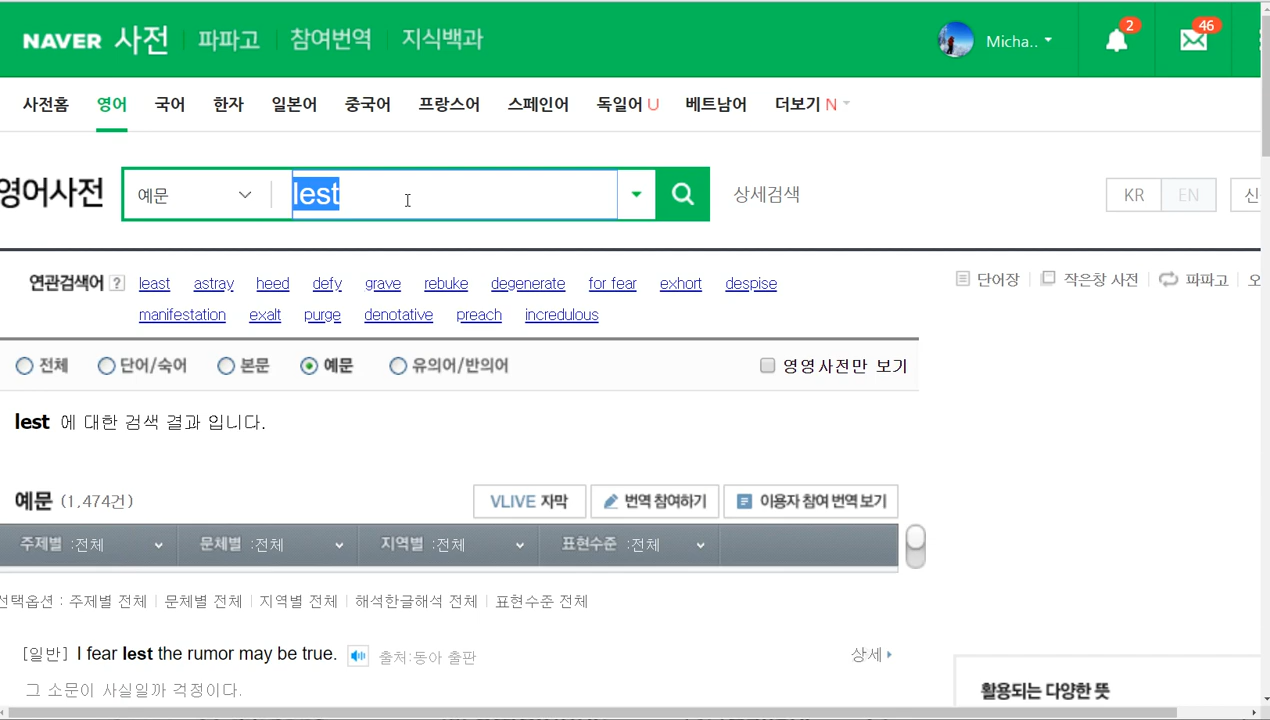 NAVER 사전 파파고 참여번역 지식백과 Micha.. 2 46
사전홈 영어 국어 한자 일본어 중국어 프랑스어 스페인어 독일어 U 베트남어 더보기 N
영어사전 예문 lest 상세검색 KR EN 신
연관검색어 ? least astray heed defy grave rebuke degenerate for fear exhort despise
manifestation exalt purge denotative preach incredulous
단어장 작은창 사전 파파고 오
전체 단어/숙어 본문 예문 유의어/반의어 영영사전만 보기
lest 에 대한 검색 결과 입니다.
예문 (1,474건) VLIVE 자막 번역 참여하기 이용자 참여 번역 보기
주제별 :전체 문체별 :전체 지역별 :전체 표현수준 :전체
선택옵션 : 주제별 전체 문체별 전체 지역별 전체 해석한글해석 전체 표현수준 전체
[일반] I fear lest the rumor may be true. 출처:동아 출판 상세
그 소문이 사실일까 걱정이다.
활용되는 다양한 뜻